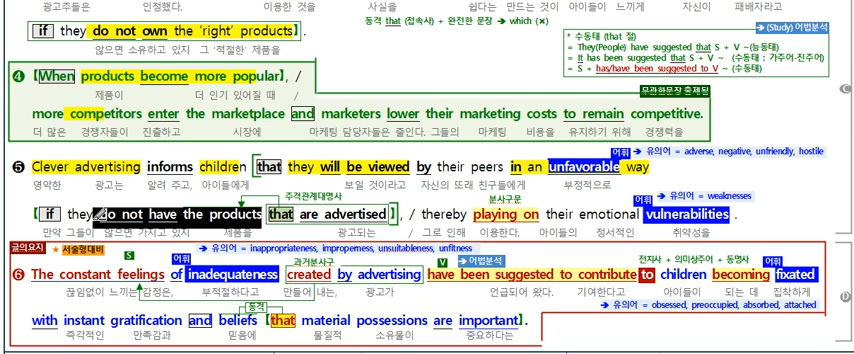 광고주들은 인정했다. 이용한 것을 사실을 쉽다는 만드는 것이 아이들이 느끼게 자신이 패배자라고
if they do not own the 'right' products】.
않으면 소유하고 있지 그 '적절한' 제품을
동격 that (접속사) + 완전한 문장 ➔ which (×)
➔ (Study) 어법분석
* 수동태 (that 절)
= They(People) have suggested that S + V ~(능동태)
= It has been suggested that S + V ~ (수동태 : 가주어-진주어)
= S + has/have been suggested to V ~ (수동태)
❹【When products become more popular】, /
제품이 더 인기 있어질 때 /
무관한문장 출제됨
more competitors enter the marketplace and marketers lower their marketing costs to remain competitive.
더 많은 경쟁자들이 진출하고 시장에 마케팅 담당자들은 줄인다. 그들의 마케팅 비용을 유지하기 위해 경쟁력을
C
어휘 ➔ 유의어 = adverse, negative, unfriendly, hostile
❺ Clever advertising informs children 【that they will be viewed by their peers in an unfavorable way
영악한 광고는 알려 주고, 아이들에게 보일 것이라고 자신의 또래 친구들에게 부정적으로
주격관계대명사 분사구문 어휘 ➔ 유의어 = weaknesses
【 if they do not have the products that are advertised】, / thereby playing on their emotional vulnerabilities .
만약 그들이 않으면 가지고 있지 제품을 광고되는 / 그로 인해 이용한다. 아이들의 정서적인 취약성을
글의요지 ★ 서술형대비 어휘 ➔ 유의어 = inappropriateness, improperness, unsuitableness, unfitness
S 과거분사구 V ➔ 어법분석 전치사 + 의미상주어 + 동명사 어휘
❻ The constant feelings of inadequateness created by advertising have been suggested to contribute to children becoming fixated
끊임없이 느끼는 감정은, 부적절하다고 만들어 내는, 광고가 언급되어 왔다. 기여한다고 아이들이 되는 데 집착하게
➔ 유의어 = obsessed, preoccupied, absorbed, attached
D
동격
with instant gratification and beliefs【that material possessions are important】.
즉각적인 만족감과 믿음에 물질적 소유물이 중요하다는